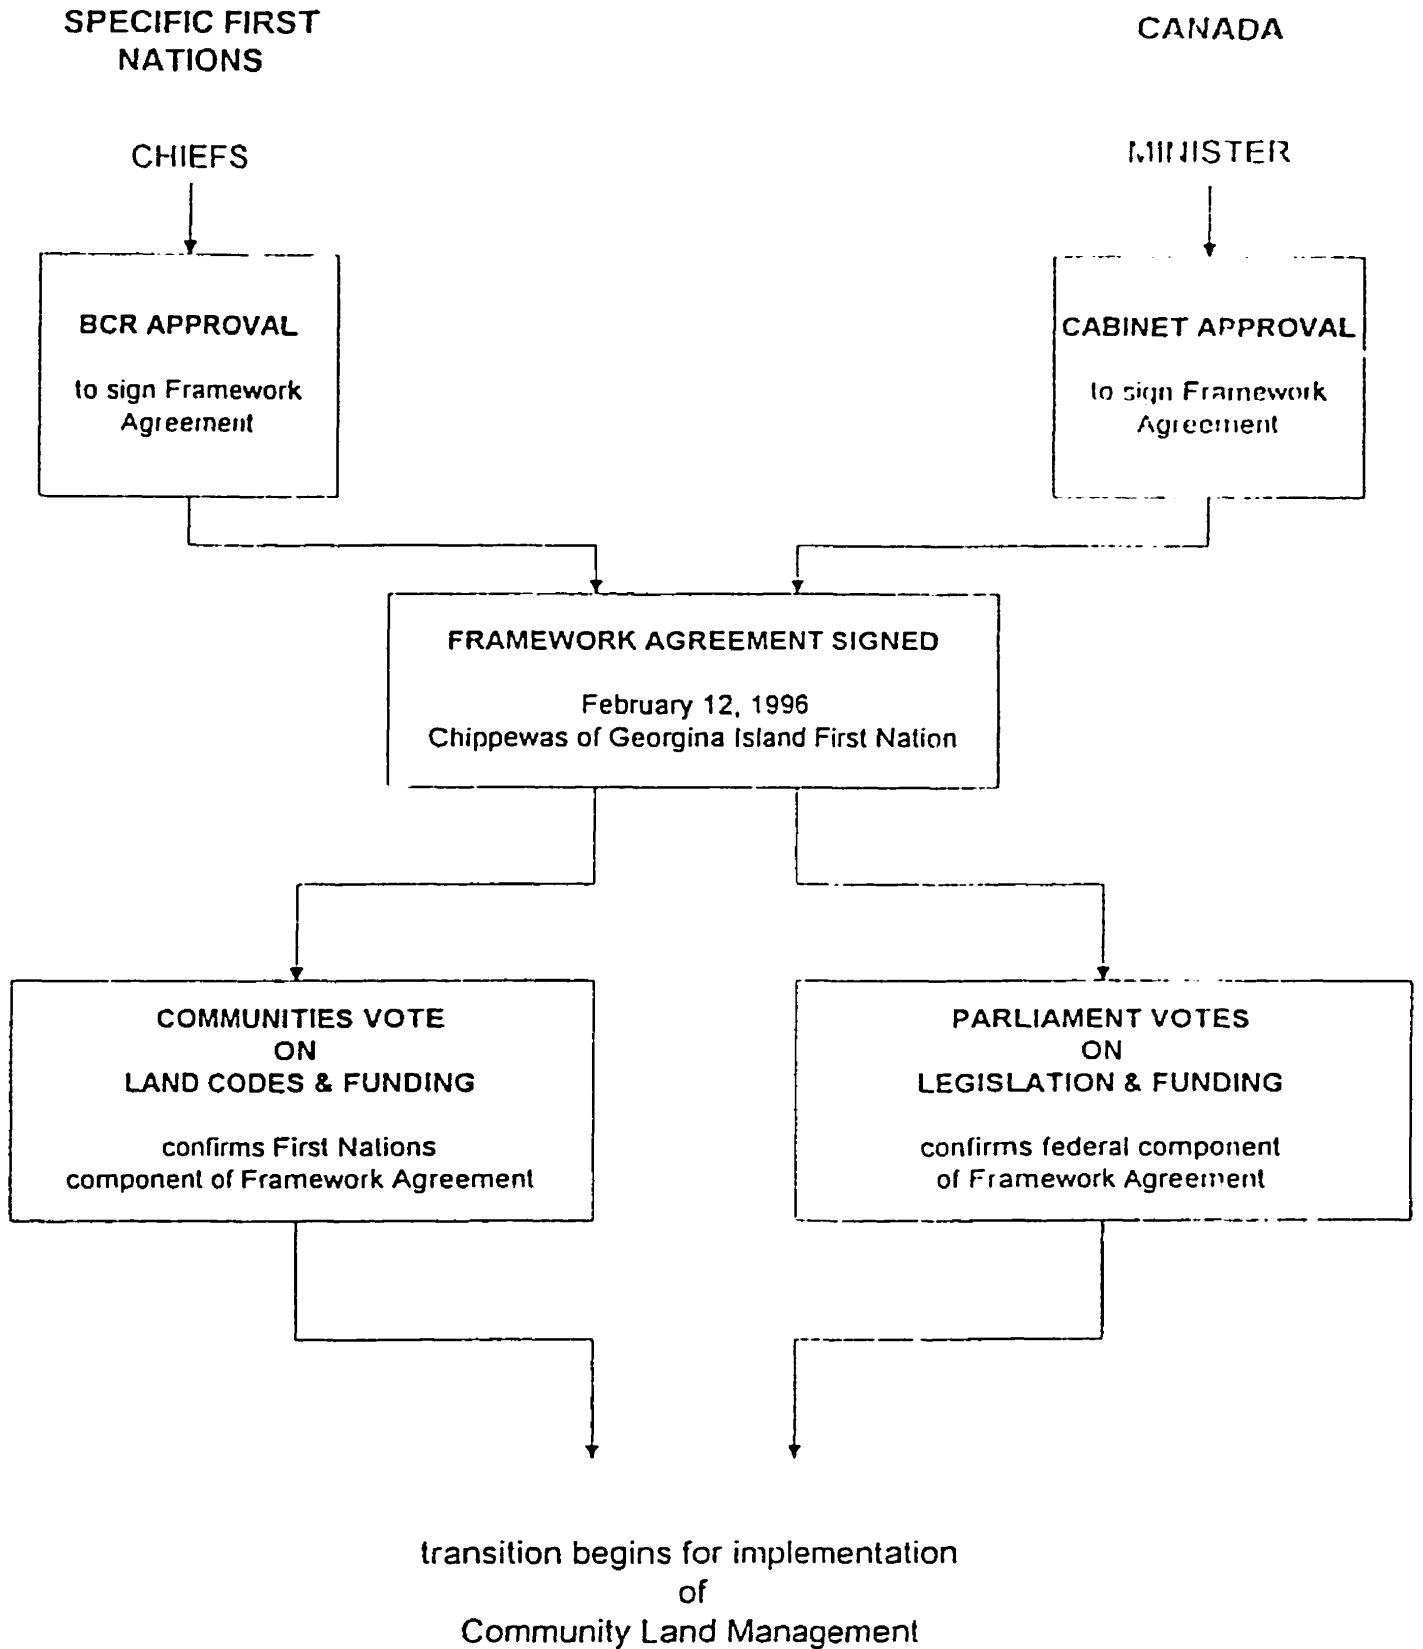 SPECIFIC FIRST
NATIONS
CANADA
CHIEFS
MINISTER
BCR APPROVAL
to sign Framework
Agreement
CABINET APPROVAL
to sign Framework
Agreement
FRAMEWORK AGREEMENT SIGNED
February 12, 1996
Chippewas of Georgina Island First Nation
COMMUNITIES VOTE
ON
LAND CODES & FUNDING
confirms First Nations
component of Framework Agreement
PARLIAMENT VOTES
ON
LEGISLATION & FUNDING
confirms federal component
of Framework Agreement
transition begins for implementation
of
Community Land Management